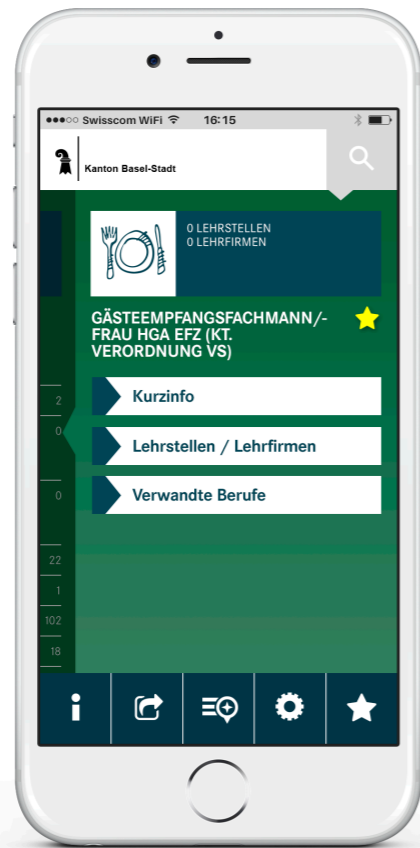 Swisscom WiFi 16:15
Kanton Basel-Stadt
0 LEHRSTELLEN
0 LEHRFIRMEN
GÄSTEEMPFANGSFACHMANN/-
FRAU HGA EFZ (KT.
VERORDNUNG VS)
2
Kurzinfo
0
Lehrstellen / Lehrfirmen
0
Verwandte Berufe
22
1
102
18